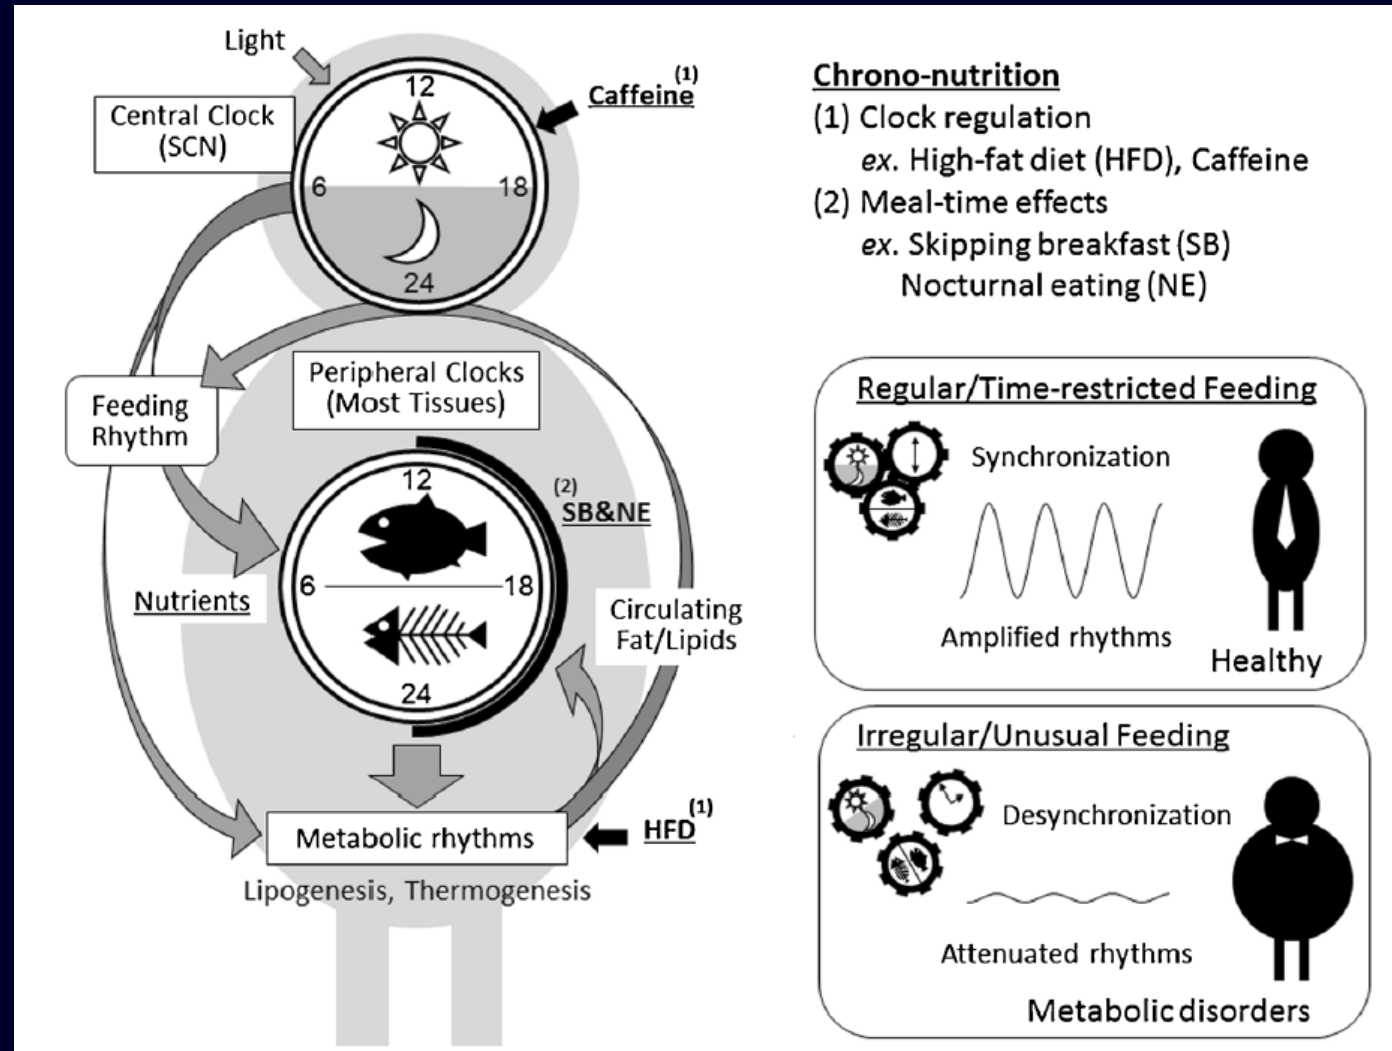 Light
Caffeine(1)
Central Clock
(SCN)
12
6
18
24
Feeding
Rhythm
Peripheral Clocks
(Most Tissues)
12
(2)
SB&NE
6
18
24
Nutrients
Circulating
Fat/Lipids
Metabolic rhythms
HFD(1)
Lipogenesis, Thermogenesis
Chrono-nutrition
(1) Clock regulation
ex. High-fat diet (HFD), Caffeine
(2) Meal-time effects
ex. Skipping breakfast (SB)
Nocturnal eating (NE)
Regular/Time-restricted Feeding
Synchronization
Amplified rhythms
Healthy
Irregular/Unusual Feeding
Desynchronization
Attenuated rhythms
Metabolic disorders